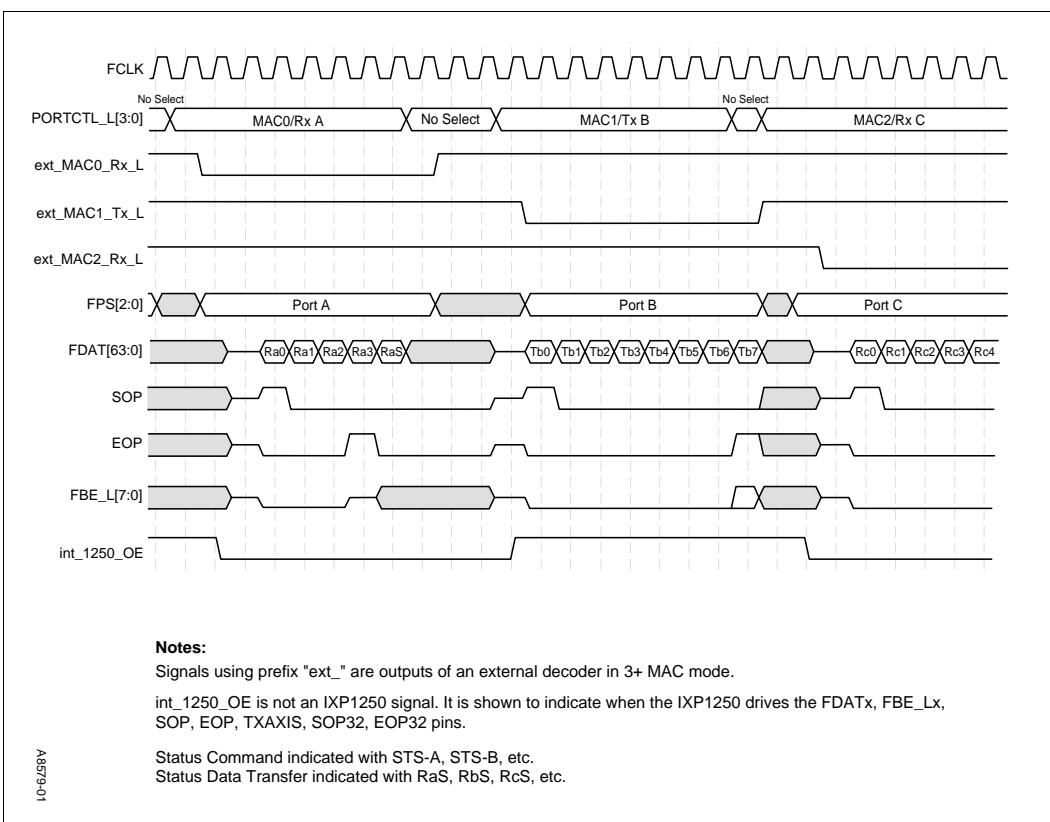 FCLK
No Select No Select
PORTCTL_L[3:0] MAC0/Rx A No Select MAC1/Tx B MAC2/Rx C
ext_MAC0_Rx_L
ext_MAC1_Tx_L
ext_MAC2_Rx_L
FPS[2:0] Port A Port B Port C
FDAT[63:0] Ra0 Ra1 Ra2 Ra3 RaS Tb0 Tb1 Tb2 Tb3 Tb4 Tb5 Tb6 Tb7 Rc0 Rc1 Rc2 Rc3 Rc4
SOP
EOP
FBE_L[7:0]
int_1250_OE
Notes:
Signals using prefix "ext_" are outputs of an external decoder in 3+ MAC mode.
int_1250_OE is not an IXP1250 signal. It is shown to indicate when the IXP1250 drives the FDATx, FBE_Lx,
SOP, EOP, TXAXIS, SOP32, EOP32 pins.
Status Command indicated with STS-A, STS-B, etc.
Status Data Transfer indicated with RaS, RbS, RcS, etc.
A8579-01